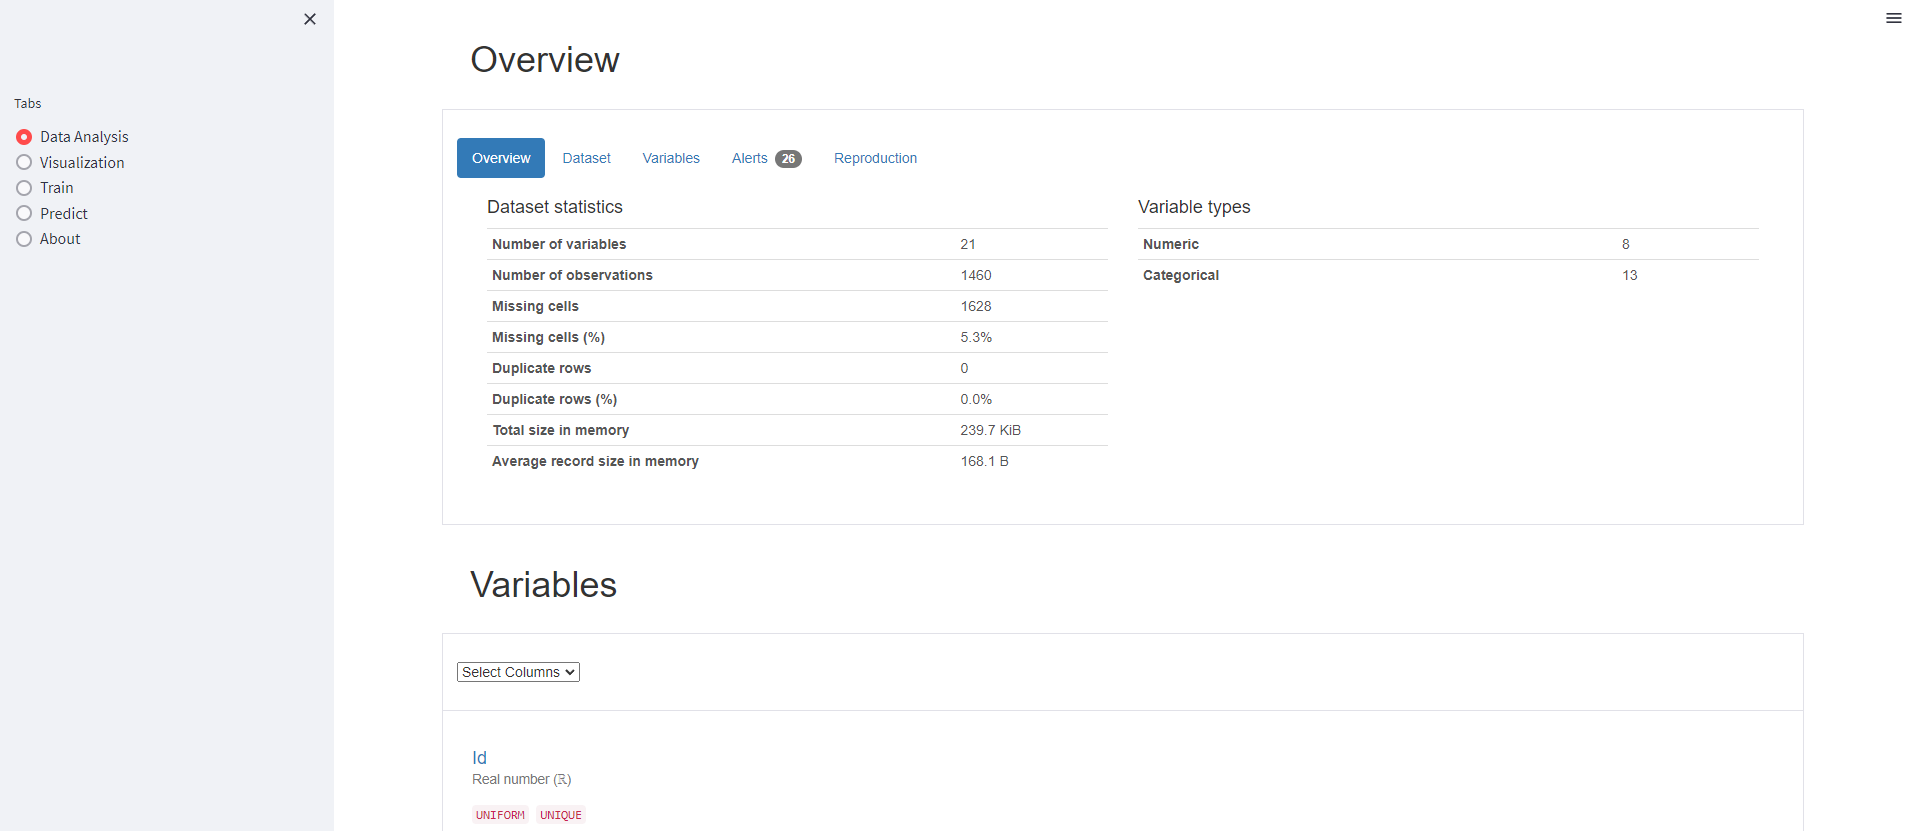 Tabs
Data Analysis
Visualization
Train
Predict
About
Overview
Overview Dataset Variables Alerts 26 Reproduction
Dataset statistics
Number of variables 21
Number of observations 1460
Missing cells 1628
Missing cells (%) 5.3%
Duplicate rows 0
Duplicate rows (%) 0.0%
Total size in memory 239.7 KiB
Average record size in memory 168.1 B
Variable types
Numeric 8
Categorical 13
Variables
Select Columns
Id
Real number (ℝ)
UNIFORM UNIQUE